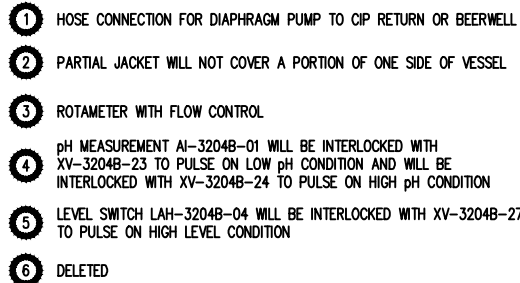 1 HOSE CONNECTION FOR DIAPHRAGM PUMP TO CIP RETURN OR BEERWELL
2 PARTIAL JACKET WILL NOT COVER A PORTION OF ONE SIDE OF VESSEL
3 ROTAMETER WITH FLOW CONTROL
pH MEASUREMENT AI-3204B-01 WILL BE INTERLOCKED WITH
4 XV-3204B-23 TO PULSE ON LOW pH CONDITION AND WILL BE
INTERLOCKED WITH XV-3204B-24 TO PULSE ON HIGH pH CONDITION
5 LEVEL SWITCH LAH-3204B-04 WILL BE INTERLOCKED WITH XV-3204B-27
TO PULSE ON HIGH LEVEL CONDITION
6 DELETED